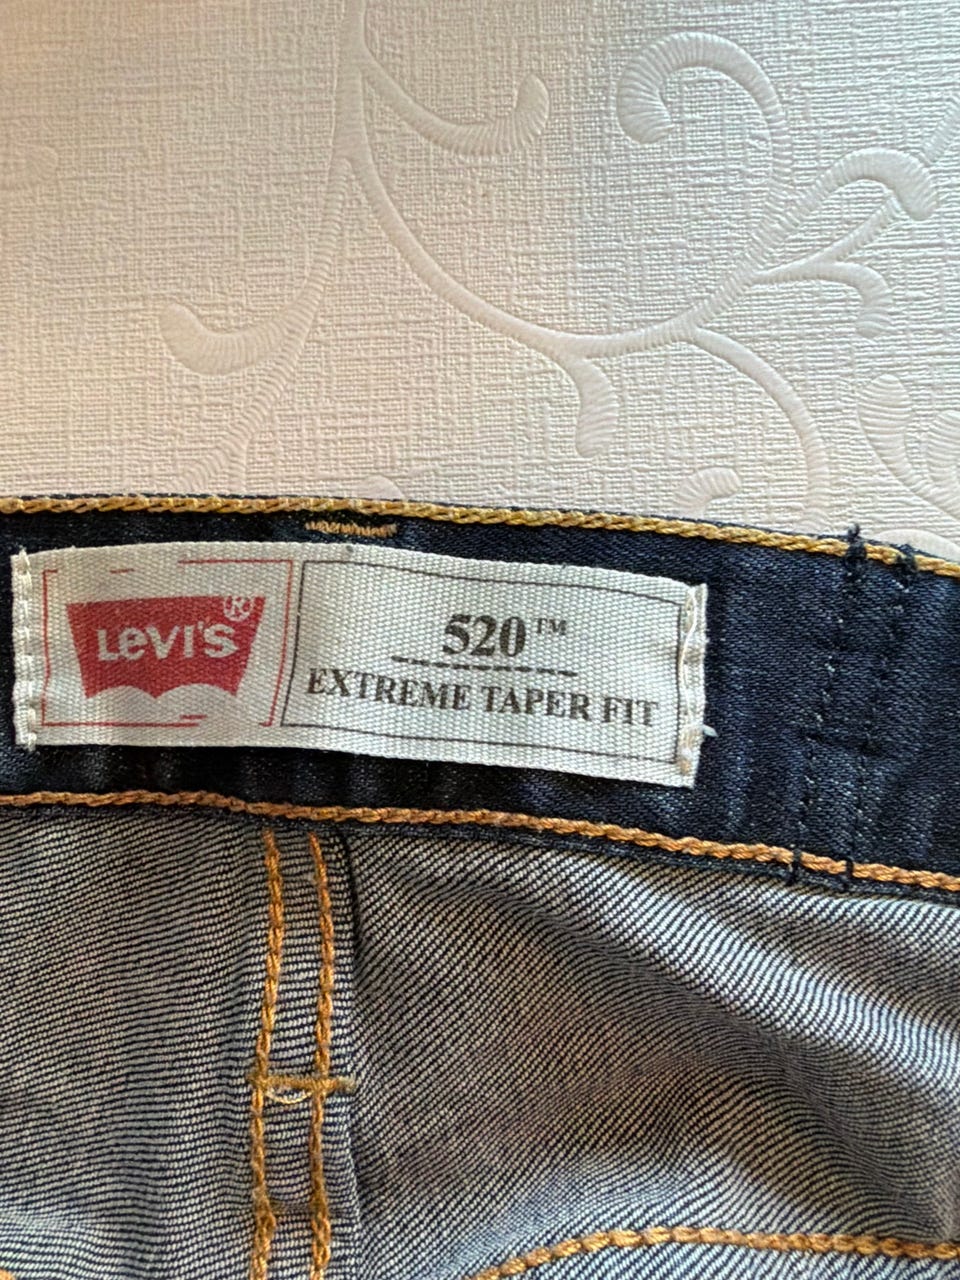 LEVI'S®
520™
EXTREME TAPER FIT